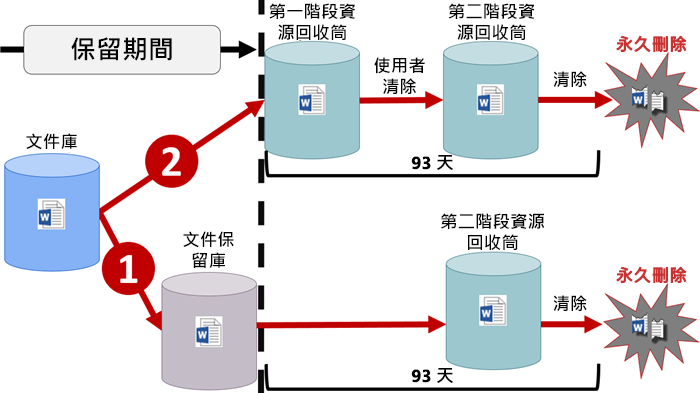 保留期間
第一階段資
源回收筒
使用者
清除
第二階段資
源回收筒
清除
永久刪除
W
W
W
93 天
文件庫
W
2
1
文件保
留庫
W
第二階段資源
回收筒
W
清除
永久刪除
W
93 天